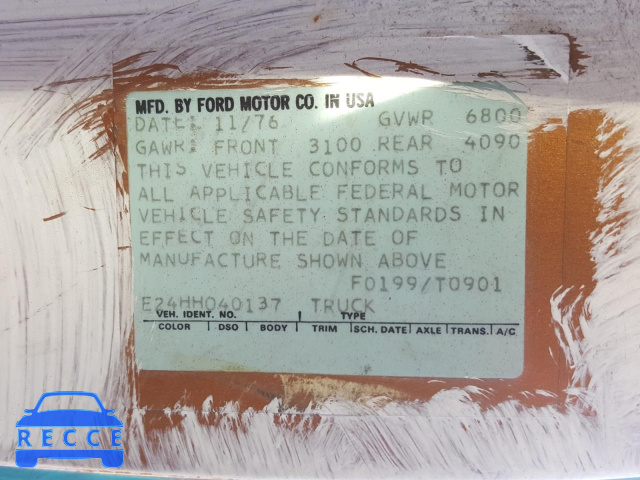 MFD. BY FORD MOTOR CO. IN USA
DATE: 11/76 GVWR 6800
GAWR: FRONT 3100 REAR 4090
THIS VEHICLE CONFORMS TO
ALL APPLICABLE FEDERAL MOTOR
VEHICLE SAFETY STANDARDS IN
EFFECT ON THE DATE OF
MANUFACTURE SHOWN ABOVE
F0199/T0901
E24HH040137 TRUCK
VEH. IDENT. NO. TYPE
COLOR DSO BODY TRIM SCH. DATE AXLE TRANS. A/C
RECCE